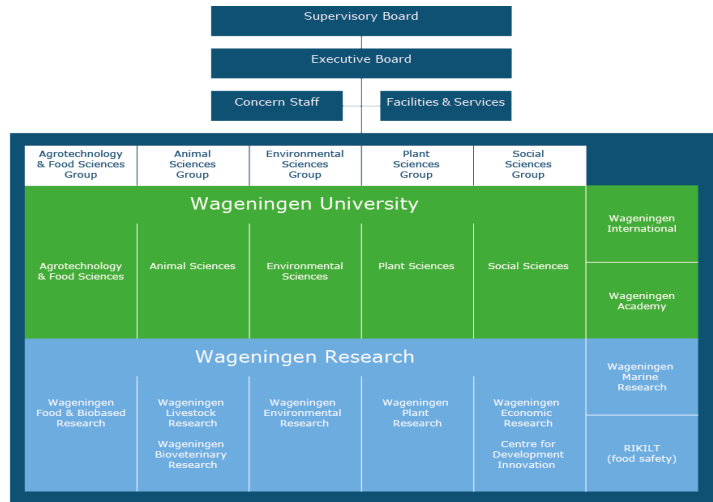 Supervisory Board
Executive Board
Concern Staff
Facilities & Services
Agrotechnology
& Food Sciences
Group
Animal
Sciences
Group
Environmental
Sciences Group
Plant
Sciences
Group
Social
Sciences
Group
Wageningen University
Agrotechnology
& Food Sciences
Animal Sciences
Environmental
Sciences
Plant Sciences
Social Sciences
Wageningen
International
Wageningen
Academy
Wageningen Research
Wageningen
Food & Biobased
Research
Wageningen
Livestock
Research
Wageningen
Bioveterinary
Research
Wageningen
Environmental Research
Wageningen
Plant
Research
Wageningen
Economic
Research
Centre for
Development
Innovation
Wageningen
Marine
Research
RIKILT
(food safety)